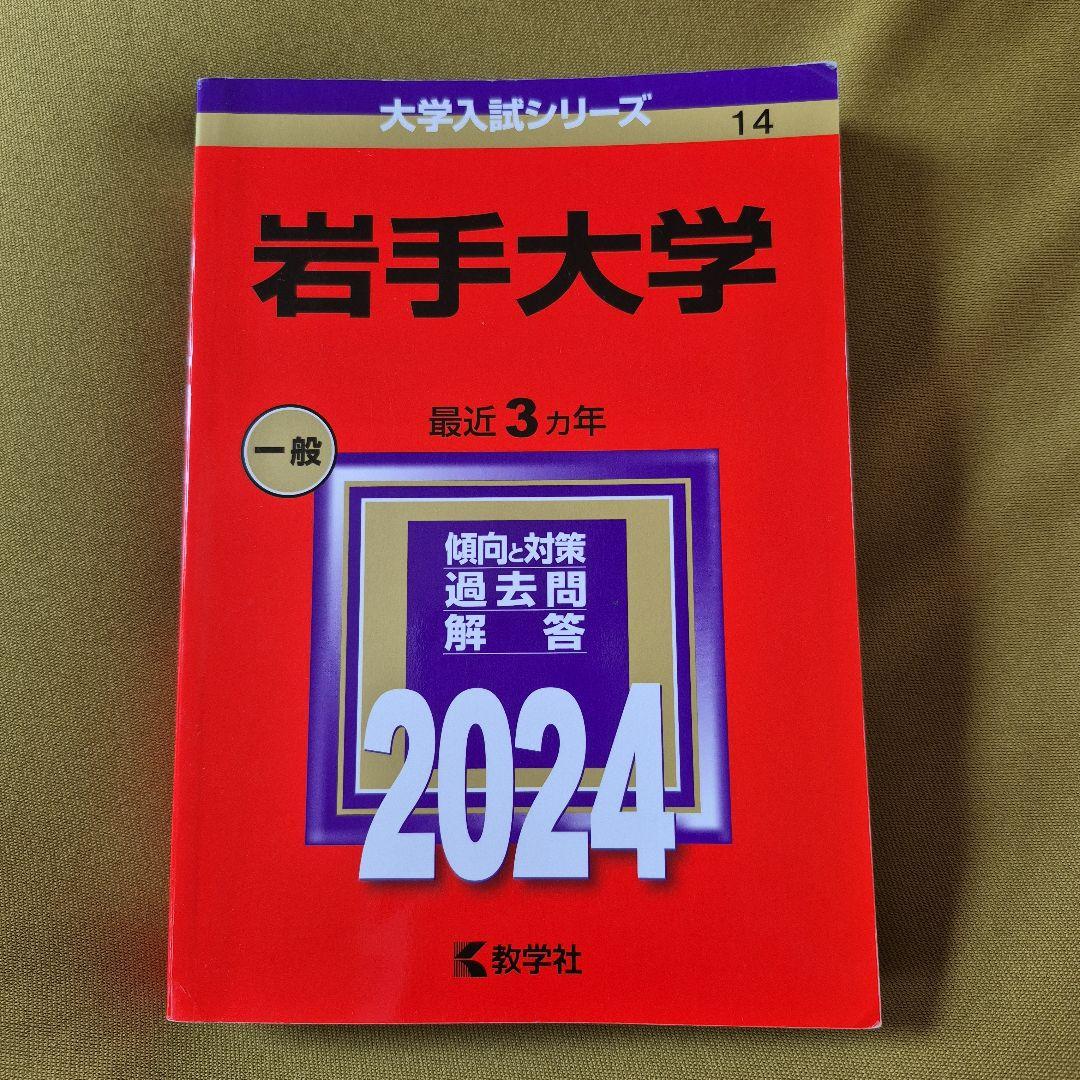 大学入試シリーズ
14
岩手大学
最近3カ年
一般
傾向と対策
過去問
解答
2024
教学社